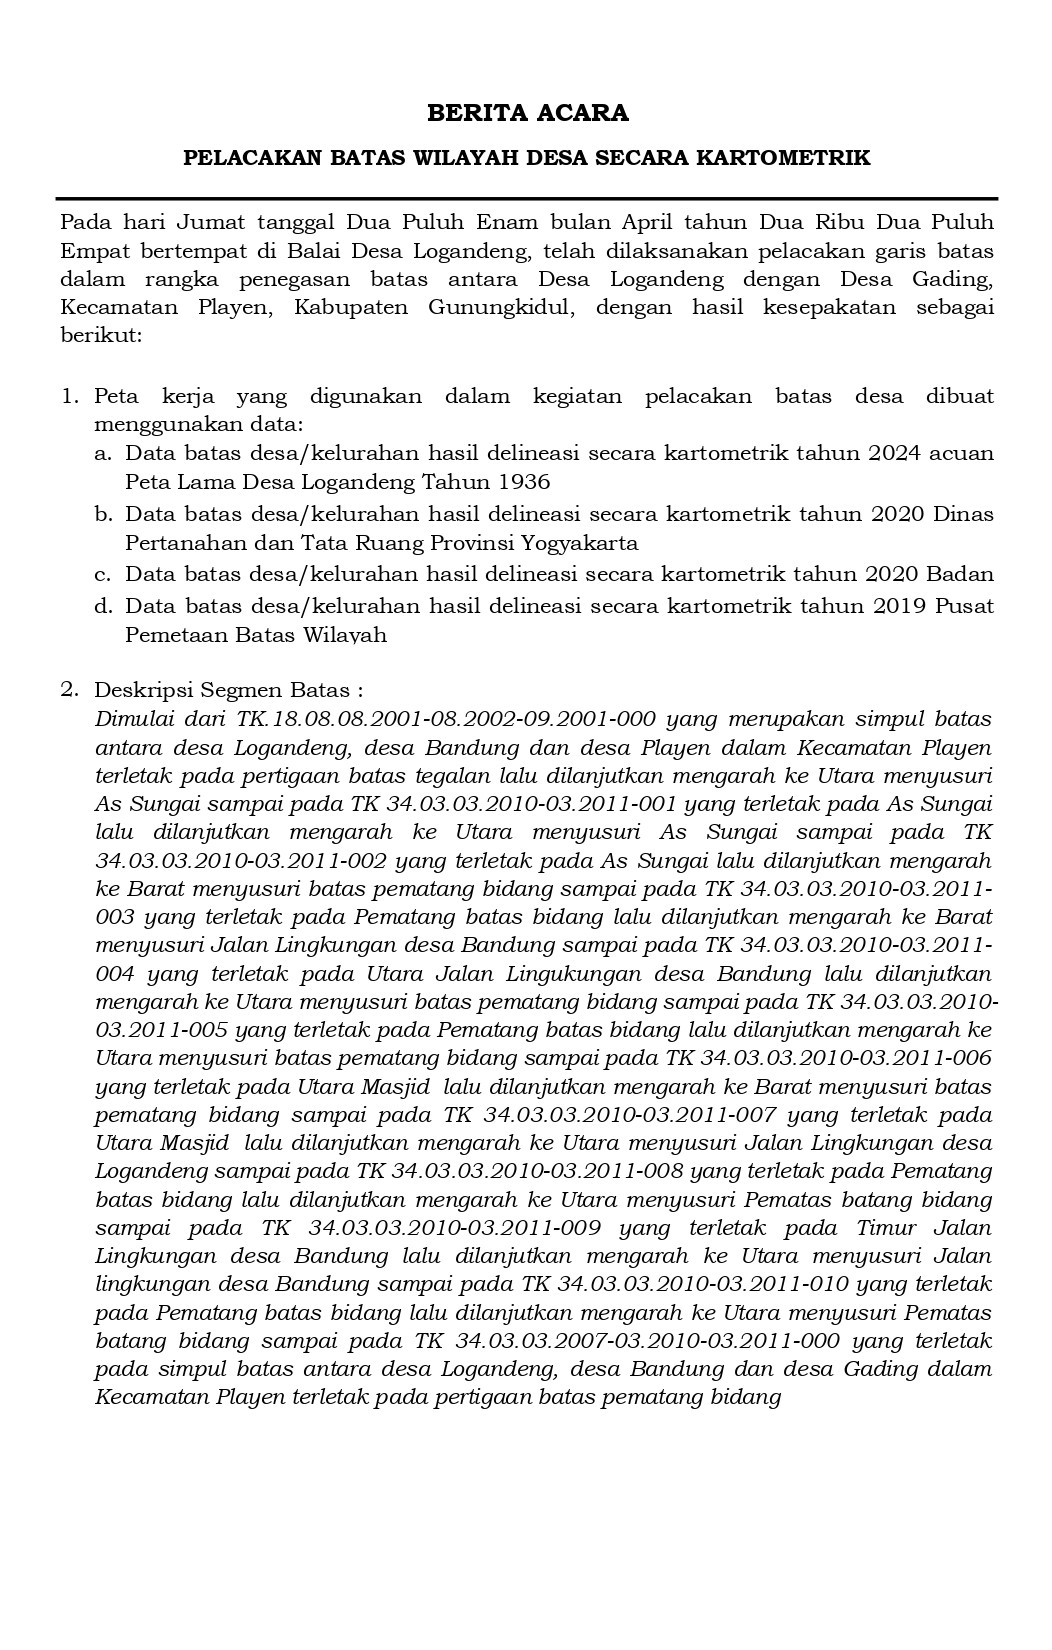 BERITA ACARA
PELACAKAN BATAS WILAYAH DESA SECARA KARTOMETRIK
Pada hari Jumat tanggal Dua Puluh Enam bulan April tahun Dua Ribu Dua Puluh
Empat bertempat di Balai Desa Logandeng, telah dilaksanakan pelacakan garis batas
dalam rangka penegasan batas antara Desa Logandeng dengan Desa Gading,
Kecamatan Playen, Kabupaten Gunungkidul, dengan hasil kesepakatan sebagai
berikut:
1. Peta kerja yang digunakan dalam kegiatan pelacakan batas desa dibuat
menggunakan data:
a. Data batas desa/kelurahan hasil delineasi secara kartometrik tahun 2024 acuan
Peta Lama Desa Logandeng Tahun 1936
b. Data batas desa/kelurahan hasil delineasi secara kartometrik tahun 2020 Dinas
Pertanahan dan Tata Ruang Provinsi Yogyakarta
c. Data batas desa/kelurahan hasil delineasi secara kartometrik tahun 2020 Badan
d. Data batas desa/kelurahan hasil delineasi secara kartometrik tahun 2019 Pusat
Pemetaan Batas Wilayah
2. Deskripsi Segmen Batas :
Dimulai dari TK.18.08.08.2001-08.2002-09.2001-000 yang merupakan simpul batas
antara desa Logandeng, desa Bandung dan desa Playen dalam Kecamatan Playen
terletak pada pertigaan batas tegalan lalu dilanjutkan mengarah ke Utara menyusuri
As Sungai sampai pada TK 34.03.03.2010-03.2011-001 yang terletak pada As Sungai
lalu dilanjutkan mengarah ke Utara menyusuri As Sungai sampai pada TK
34.03.03.2010-03.2011-002 yang terletak pada As Sungai lalu dilanjutkan mengarah
ke Barat menyusuri batas pematang bidang sampai pada TK 34.03.03.2010-03.2011-
003 yang terletak pada Pematang batas bidang lalu dilanjutkan mengarah ke Barat
menyusuri Jalan Lingkungan desa Bandung sampai pada TK 34.03.03.2010-03.2011-
004 yang terletak pada Utara Jalan Lingukungan desa Bandung lalu dilanjutkan
mengarah ke Utara menyusuri batas pematang bidang sampai pada TK 34.03.03.2010-
03.2011-005 yang terletak pada Pematang batas bidang lalu dilanjutkan mengarah ke
Utara menyusuri batas pematang bidang sampai pada TK 34.03.03.2010-03.2011-006
yang terletak pada Utara Masjid lalu dilanjutkan mengarah ke Barat menyusuri batas
pematang bidang sampai pada TK 34.03.03.2010-03.2011-007 yang terletak pada
Utara Masjid lalu dilanjutkan mengarah ke Utara menyusuri Jalan Lingkungan desa
Logandeng sampai pada TK 34.03.03.2010-03.2011-008 yang terletak pada Pematang
batas bidang lalu dilanjutkan mengarah ke Utara menyusuri Pematas batang bidang
sampai pada TK 34.03.03.2010-03.2011-009 yang terletak pada Timur Jalan
Lingkungan desa Bandung lalu dilanjutkan mengarah ke Utara menyusuri Jalan
lingkungan desa Bandung sampai pada TK 34.03.03.2010-03.2011-010 yang terletak
pada Pematang batas bidang lalu dilanjutkan mengarah ke Utara menyusuri Pematas
batang bidang sampai pada TK 34.03.03.2007-03.2010-03.2011-000 yang terletak
pada simpul batas antara desa Logandeng, desa Bandung dan desa Gading dalam
Kecamatan Playen terletak pada pertigaan batas pematang bidang